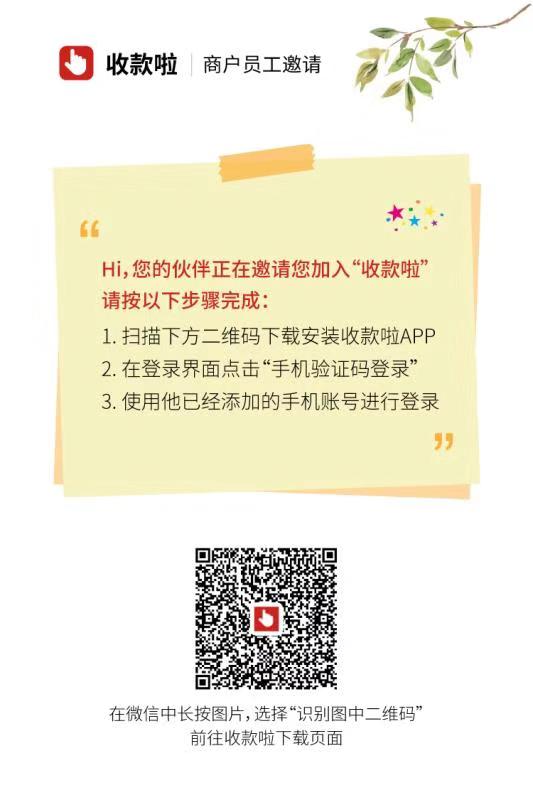 收款啦 商户员工邀请
“
Hi,您的伙伴正在邀请您加入“收款啦”
请按以下步骤完成：
1. 扫描下方二维码下载安装收款啦APP
2. 在登录界面点击“手机验证码登录”
3. 使用他已经添加的手机账号进行登录
”
在微信中长按图片，选择“识别图中二维码”
前往收款啦下载页面